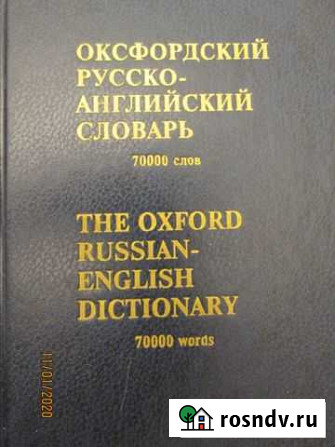 ОКСФОРДСКИЙ
РУССКО-
АНГЛИЙСКИЙ
СЛОВАРЬ
70000 слов
THE OXFORD
RUSSIAN-
ENGLISH
DICTIONARY
70000 words
11/01/2020
rosndv.ru